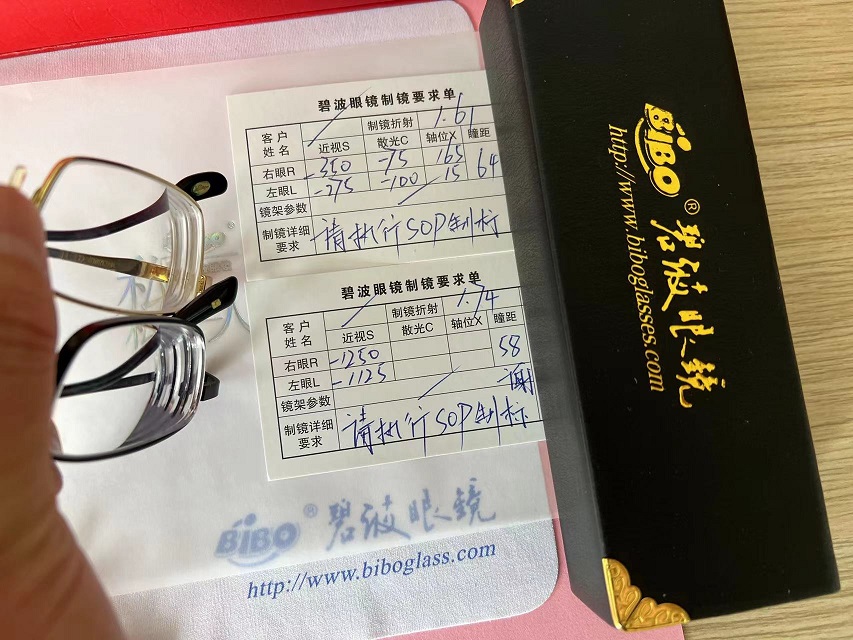 碧波眼镜制镜要求单
客户姓名 制镜折射 1.61
近视S 散光C 轴位X 瞳距
右眼R -350 -75 165 64
左眼L -275 -100 15
镜架参数
制镜详细要求 请执行SOP制标
碧波眼镜制镜要求单
客户姓名 制镜折射 1.74
近视S 散光C 轴位X 瞳距
右眼R -1250 58
左眼L -1125
镜架参数 谢
制镜详细要求 请执行SOP制标
BiBO® 碧波眼镜
http://www.biboglass.com
BiBO® 碧波眼镜
http://www.biboglasses.com